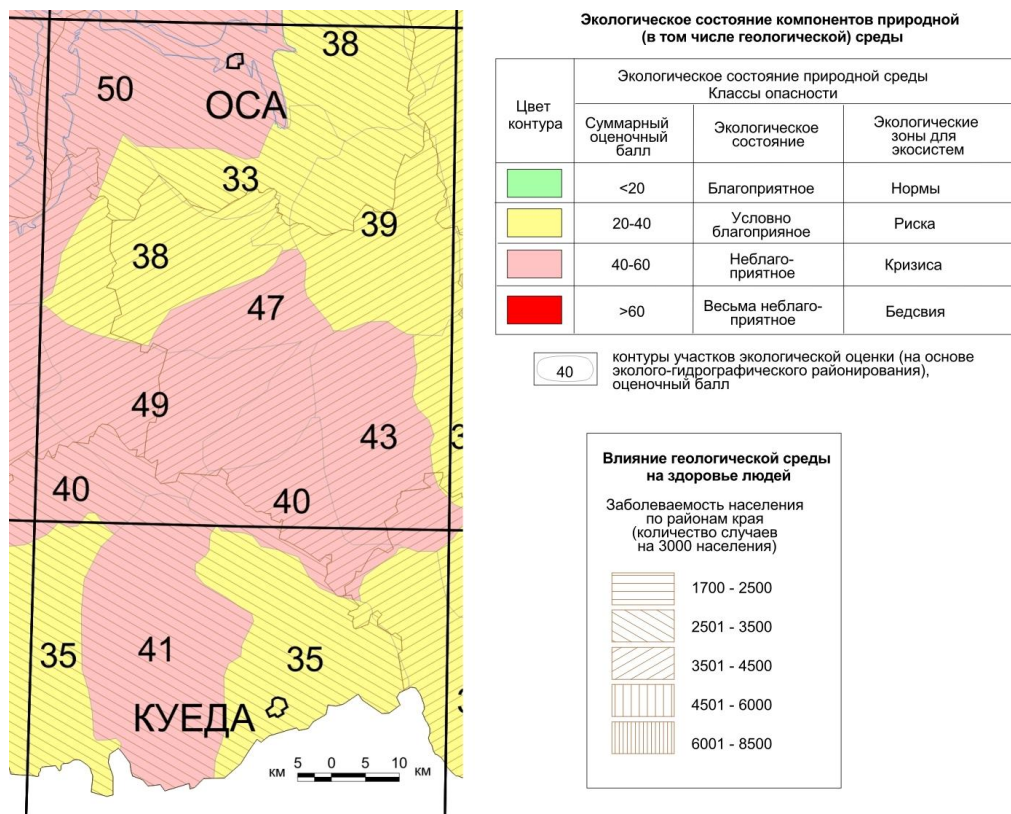 38
50
ОСА
33
39
38
47
49
43
40
40
35
41
35
КУЕДА
км 5 0 5 10 км
Экологическое состояние компонентов природной
(в том числе геологической) среды
Цвет
контура
Экологическое состояние природной среды
Классы опасности
Суммарный
оценочный
балл
Экологическое
состояние
Экологические
зоны для
экосистем
<20 Благоприятное Нормы
20-40 Условно
благоприяное Риска
40-60 Неблаго-
приятное Кризиса
>60 Весьма неблаго-
приятное Бедсвия
40
контуры участков экологической оценки (на основе
эколого-гидрографического районирования),
оценочный балл
Влияние геологической среды
на здоровье людей
Заболеваемость населения
по районам края
(количество случаев
на 3000 населения)
1700 - 2500
2501 - 3500
3501 - 4500
4501 - 6000
6001 - 8500